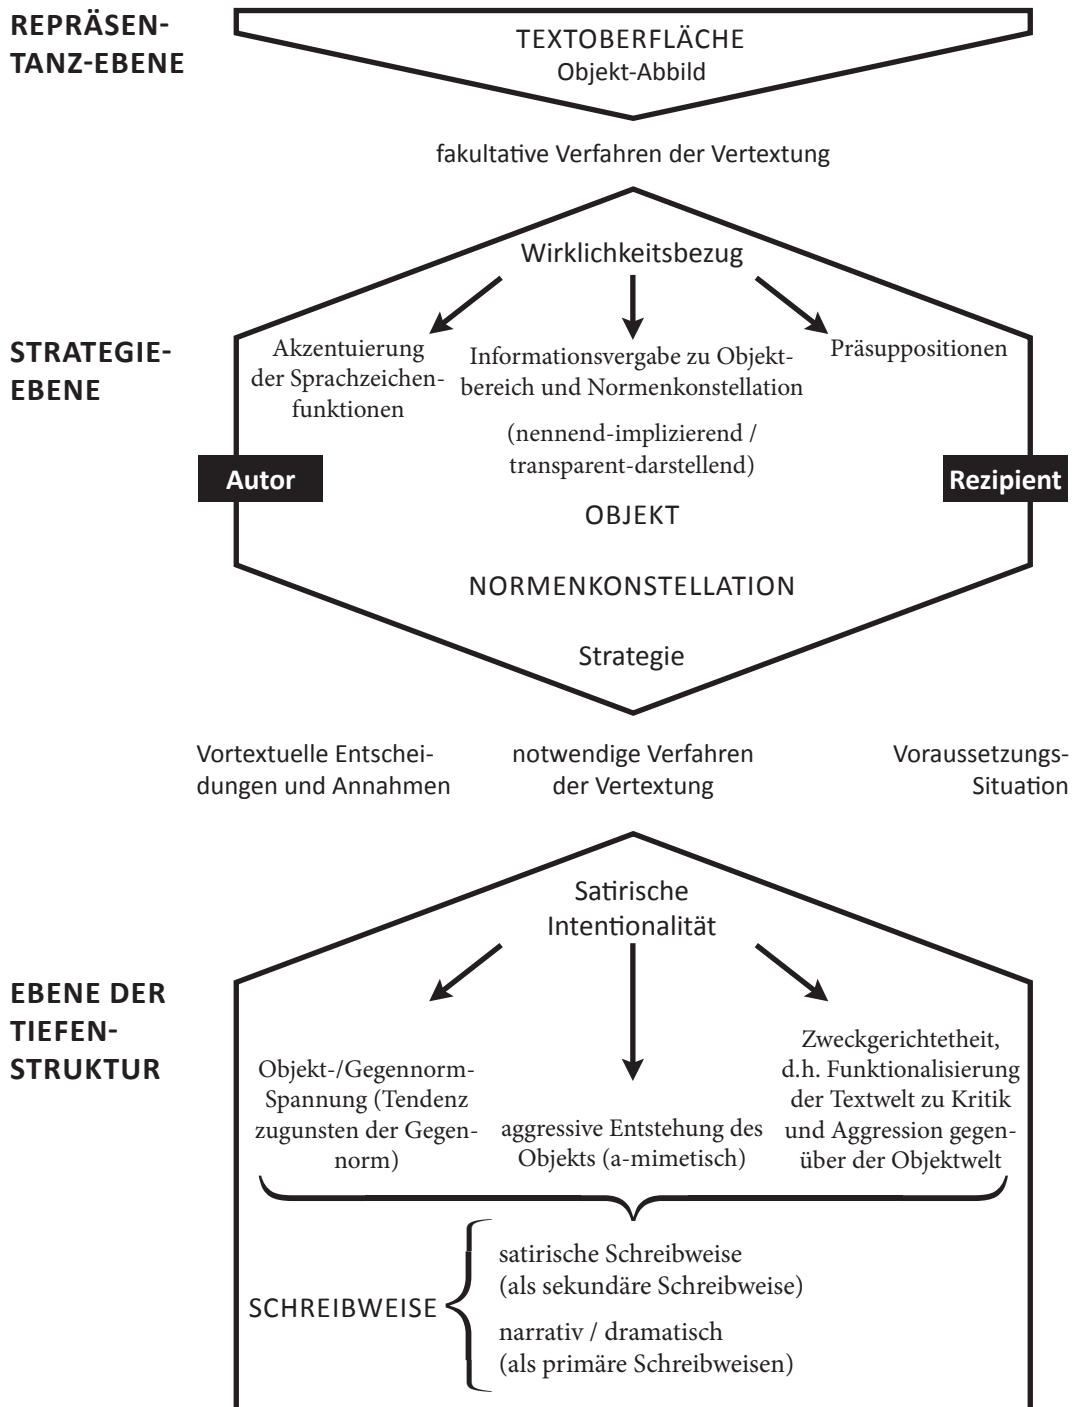 REPRÄSEN-
TANZ-EBENE
TEXTOBERFLÄCHE
Objekt-Abbild
fakultative Verfahren der Vertextung
STRATEGIE-
EBENE
Wirklichkeitsbezug
Akzentuierung
der Sprachzeichen-
funktionen
Informationsvergabe zu Objekt-
bereich und Normenkonstellation
(nennend-implizierend /
transparent-darstellend)
Präsuppositionen
Autor
Rezipient
OBJEKT
NORMENKONSTELLATION
Strategie
Vortextuelle Entschei-
dungen und Annahmen
notwendige Verfahren
der Vertextung
Voraussetzungs-
Situation
EBENE DER
TIEFEN-
STRUKTUR
Satirische
Intentionalität
Objekt-/Gegennorm-
Spannung (Tendenz
zugunsten der Gegen-
norm)
aggressive Entstehung des
Objekts (a-mimetisch)
Zweckgerichtetheit,
d.h. Funktionalisierung
der Textwelt zu Kritik
und Aggression gegen-
über der Objektwelt
SCHREIBWEISE
satirische Schreibweise
(als sekundäre Schreibweise)
narrativ / dramatisch
(als primäre Schreibweisen)